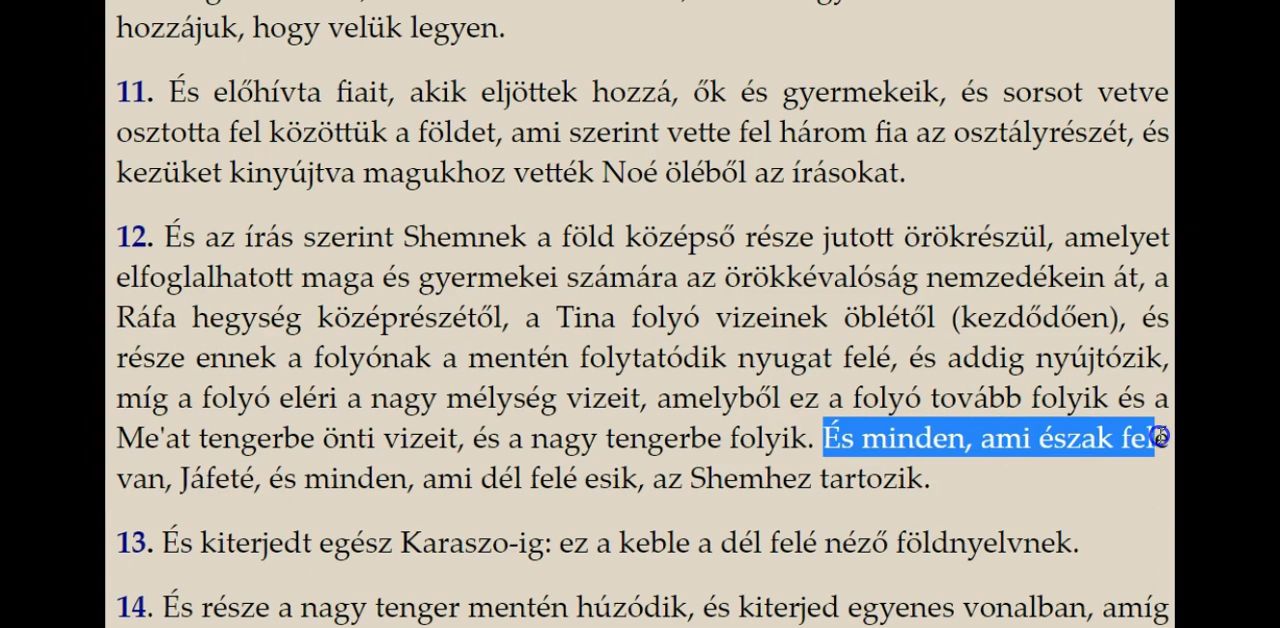 hozzájuk, hogy velük legyen.
11. És előhívta fiait, akik eljöttek hozzá, ők és gyermekeik, és sorsot vetve
osztotta fel közöttük a földet, ami szerint vette fel három fia az osztályrészét, és
kezüket kinyújtva magukhoz vették Noé öléből az írásokat.
12. És az írás szerint Shemnek a föld középső része jutott örökrészül, amelyet
elfoglalhatott maga és gyermekei számára az örökkévalóság nemzedékein át, a
Ráfa hegység középrészétől, a Tina folyó vizeinek öblétől (kezdődően), és
része ennek a folyónak a mentén folytatódik nyugat felé, és addig nyújtózik,
míg a folyó eléri a nagy mélység vizeit, amelyből ez a folyó tovább folyik és a
Me'at tengerbe önti vizeit, és a nagy tengerbe folyik. És minden, ami észak felé
van, Jáfeté, és minden, ami dél felé esik, az Shemhez tartozik.
13. És kiterjedt egész Karaszo-ig: ez a keble a dél felé néző földnyelvnek.
14. És része a nagy tenger mentén húzódik, és kiterjed egyenes vonalban, amíg